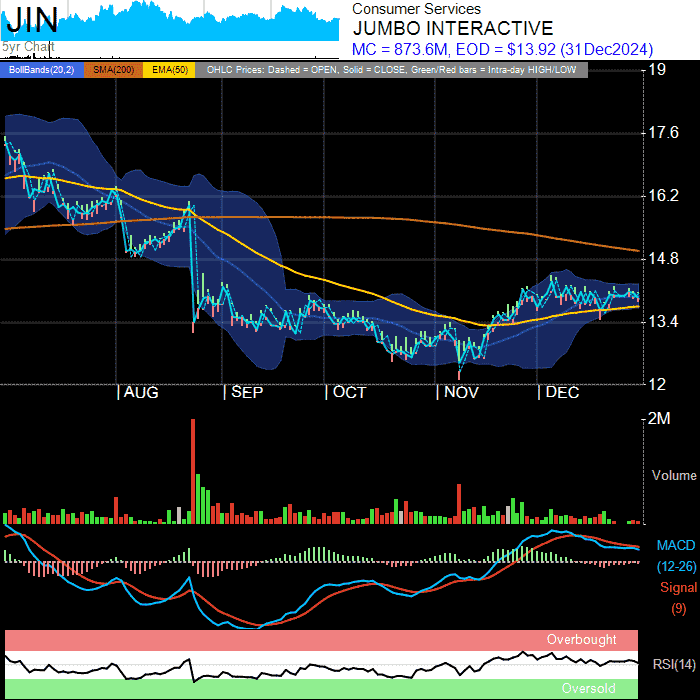 JIN
5yr Chart
Consumer Services
JUMBO INTERACTIVE
MC = 873.6M, EOD = $13.92 (31Dec2024)
BollBands(20,2) SMA(200) EMA(50) OHLC Prices: Dashed = OPEN, Solid = CLOSE, Green/Red bars = Intra-day HIGH/LOW
19
17.6
16.2
14.8
13.4
12
| AUG | SEP | OCT | NOV | DEC
2M
Volume
MACD
(12-26)
Signal
(9)
Overbought
RSI(14)
Oversold